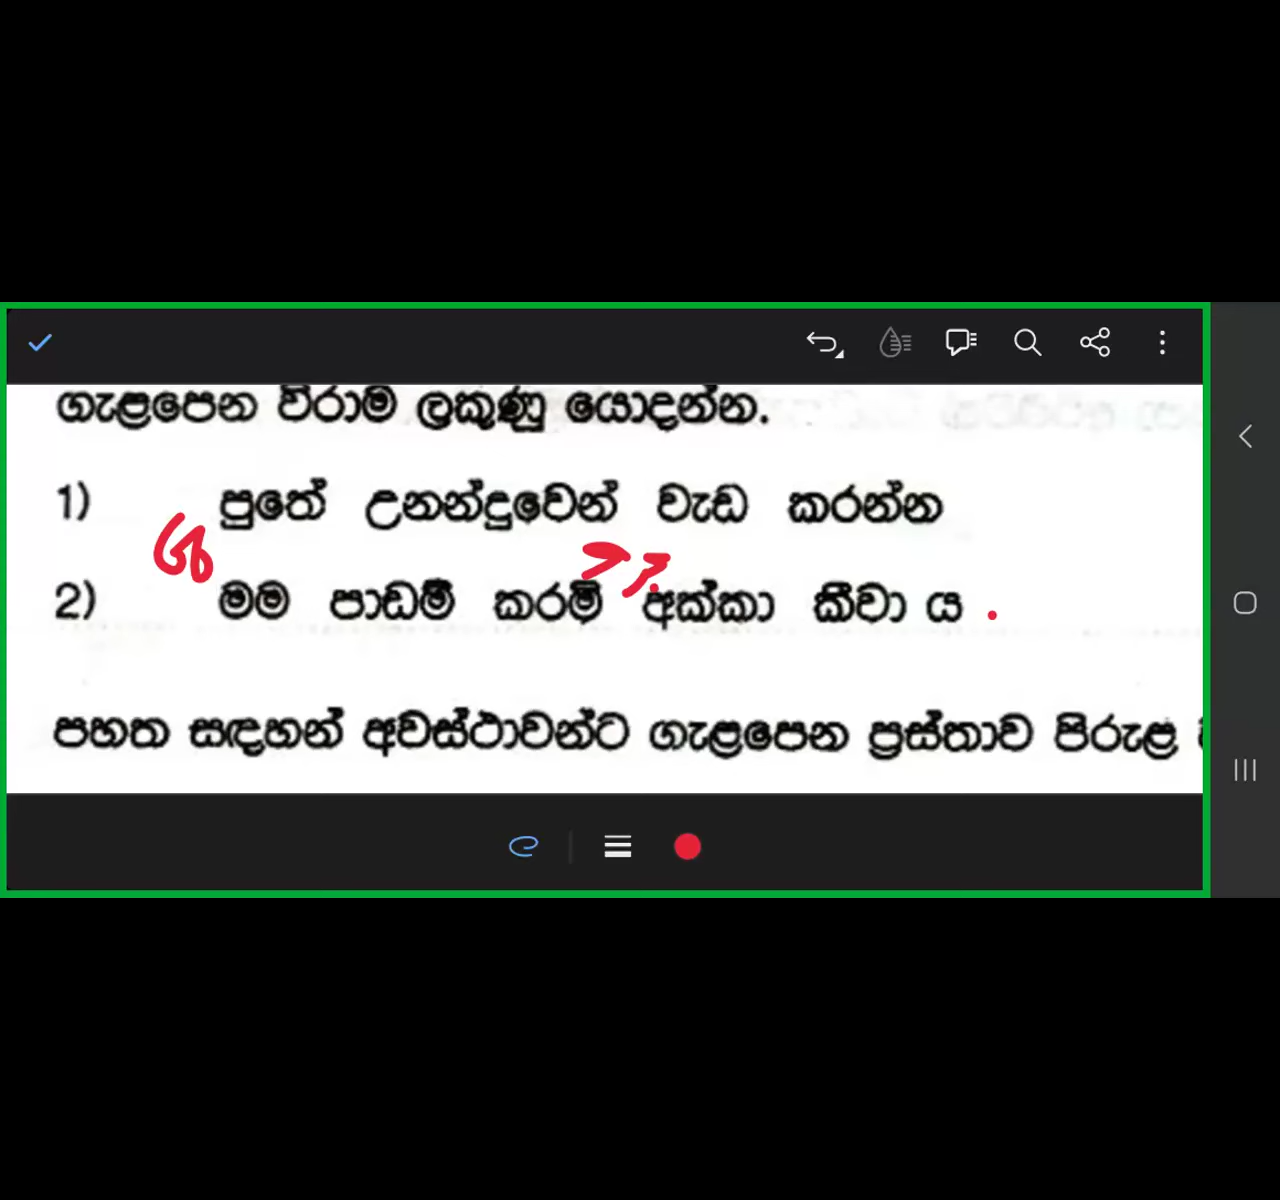 ගැළපෙන විරාම ලකුණු යොදන්න.
1) පුතේ උනන්දුවෙන් වැඩ කරන්න
2) “මම පාඩම් කරමි” අක්කා කීවා ය.
පහත සඳහන් අවස්ථාවන්ට ගැළපෙන ප්‍රස්තාව පිරුළ